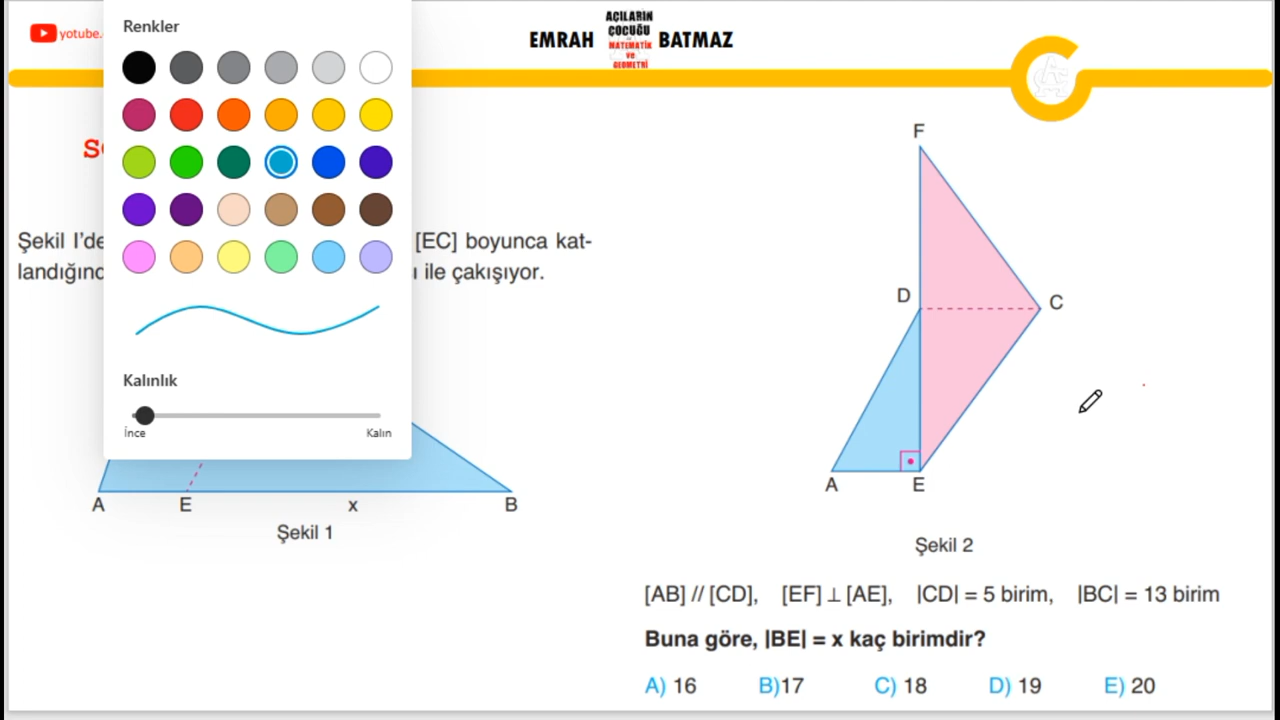 Renkler
yotube.
EMRAH
AÇILARIN
ÇOCUĞU
MATEMATİK
ve
GEOMETRİ
BATMAZ
F
Şekil I'de [EC] boyunca kat-
ile çakışıyor.
D
C
Kalınlık
İnce
Kalın
A E x B
Şekil 1
A E
Şekil 2
[AB] // [CD], [EF] ⊥ [AE], |CD| = 5 birim, |BC| = 13 birim
Buna göre, |BE| = x kaç birimdir?
A) 16 B)17 C) 18 D) 19 E) 20